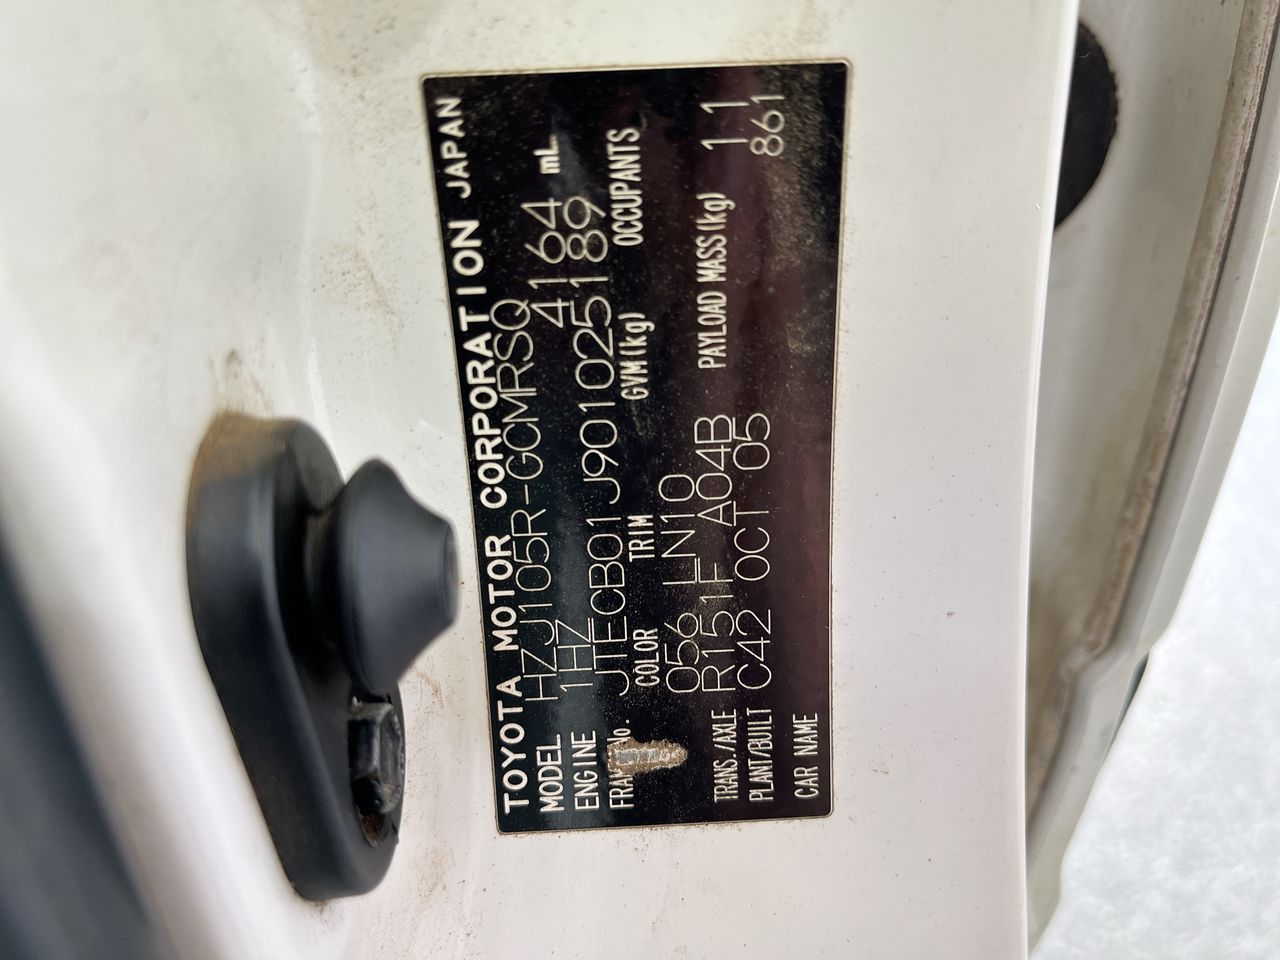 TOYOTA MOTOR CORPORATION JAPAN
MODEL HZJ105R-GCMRSQ
ENGINE 1HZ 4164 mL
FRAME No. JTECB01J901025189
COLOR TRIM GVM(kg) OCCUPANTS
056 LN10
TRANS./AXLE R151F A04B PAYLOAD MASS(kg) 11
PLANT/BUILT C42 OCT 05 861
CAR NAME